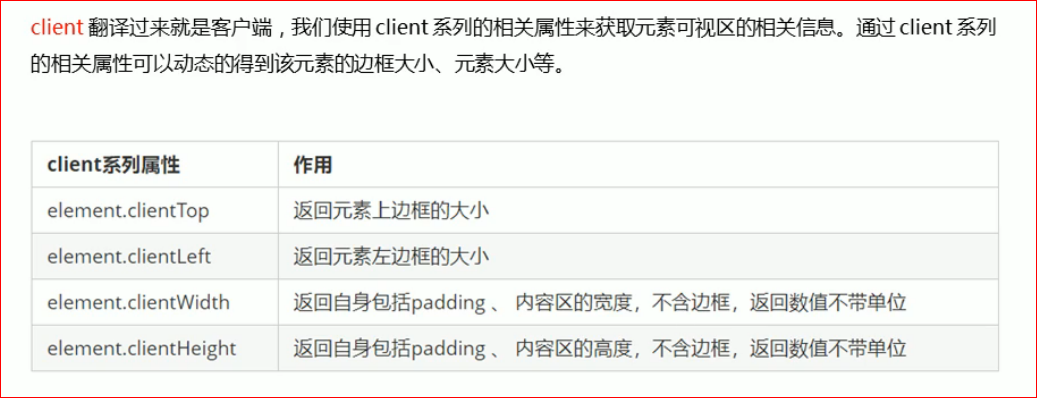 client 翻译过来就是客户端，我们使用 client 系列的相关属性来获取元素可视区的相关信息。通过 client 系列
的相关属性可以动态的得到该元素的边框大小、元素大小等。
client系列属性 作用
element.clientTop 返回元素上边框的大小
element.clientLeft 返回元素左边框的大小
element.clientWidth 返回自身包括padding 、 内容区的宽度，不含边框，返回数值不带单位
element.clientHeight 返回自身包括padding 、 内容区的高度，不含边框，返回数值不带单位